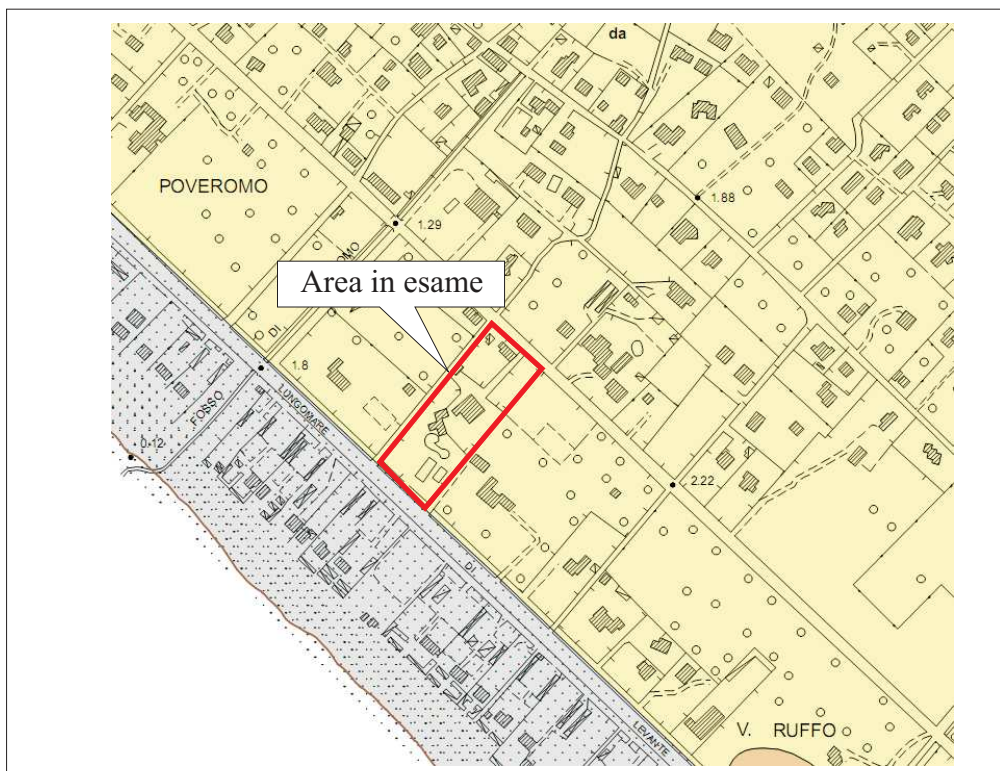 da
POVEROMO
1.88
1.29
Area in esame
DI
1.8
LUNGOMARE
FOSSO
0.12
2.22
DI
LEVANTE
V. RUFFO